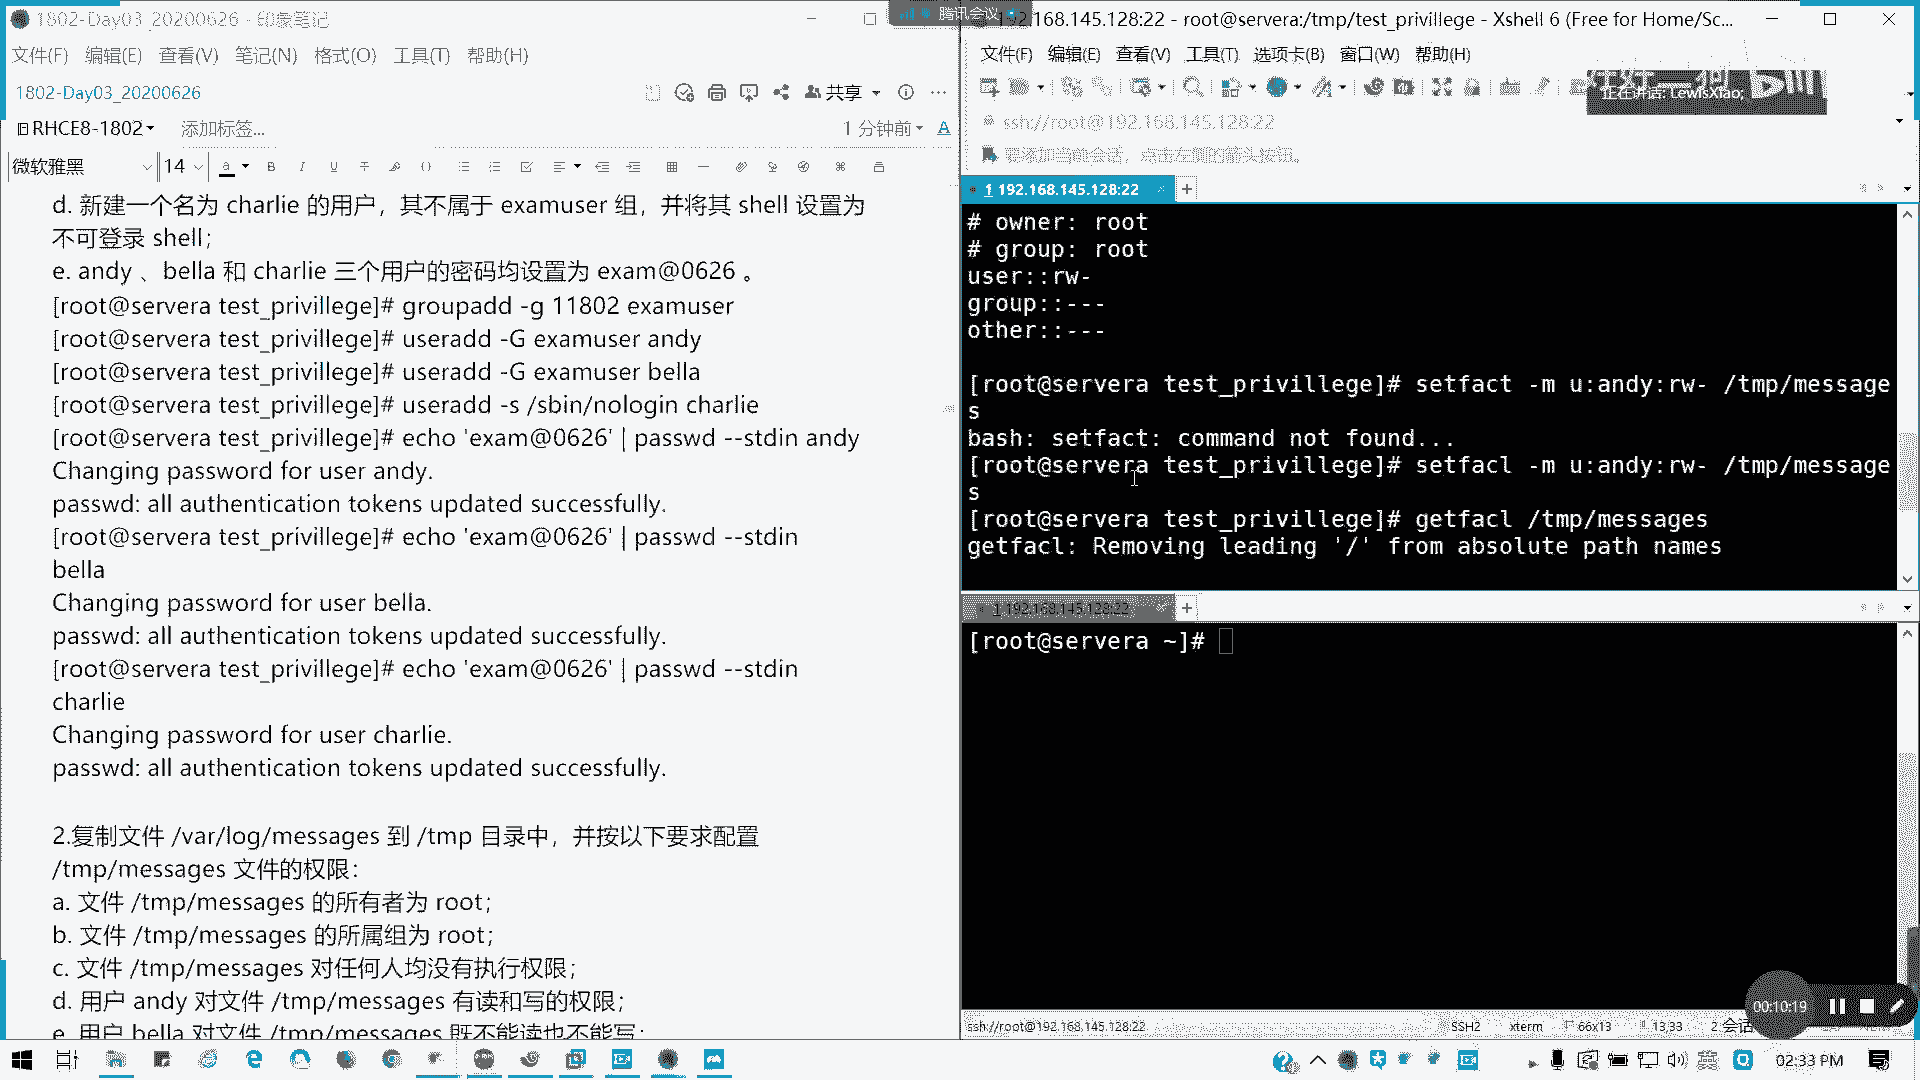 1802-Day03_20200626 - 印象笔记
文件(F) 编辑(E) 查看(V) 笔记(N) 格式(O) 工具(T) 帮助(H)
1802-Day03_20200626
共享
RHCE8-1802
添加标签...
1 分钟前
微软雅黑 14
d. 新建一个名为 charlie 的用户，其不属于 examuser 组，并将其 shell 设置为
不可登录 shell；
e. andy 、bella 和 charlie 三个用户的密码均设置为 exam@0626 。
[root@servera test_privillege]# groupadd -g 11802 examuser
[root@servera test_privillege]# useradd -G examuser andy
[root@servera test_privillege]# useradd -G examuser bella
[root@servera test_privillege]# useradd -s /sbin/nologin charlie
[root@servera test_privillege]# echo 'exam@0626' | passwd --stdin andy
Changing password for user andy.
passwd: all authentication tokens updated successfully.
[root@servera test_privillege]# echo 'exam@0626' | passwd --stdin
bella
Changing password for user bella.
passwd: all authentication tokens updated successfully.
[root@servera test_privillege]# echo 'exam@0626' | passwd --stdin
charlie
Changing password for user charlie.
passwd: all authentication tokens updated successfully.
2.复制文件 /var/log/messages 到 /tmp 目录中，并按以下要求配置
/tmp/messages 文件的权限：
a. 文件 /tmp/messages 的所有者为 root；
b. 文件 /tmp/messages 的所属组为 root；
c. 文件 /tmp/messages 对任何人均没有执行权限；
d. 用户 andy 对文件 /tmp/messages 有读和写的权限；
e. 用户 bella 对文件 /tmp/messages 既不能读也不能写；
腾讯会议
192.168.145.128:22 - root@servera:/tmp/test_privillege - Xshell 6 (Free for Home/Sc...
文件(F) 编辑(E) 查看(V) 工具(T) 选项卡(B) 窗口(W) 帮助(H)
正在讲话: LewisXiao;
ssh://root@192.168.145.128:22
要添加当前会话，点击左侧的箭头按钮。
1 192.168.145.128:22
# owner: root
# group: root
user::rw-
group::---
other::---
[root@servera test_privillege]# setfact -m u:andy:rw- /tmp/message
s
bash: setfact: command not found...
[root@servera test_privillege]# setfacl -m u:andy:rw- /tmp/message
s
[root@servera test_privillege]# getfacl /tmp/messages
getfacl: Removing leading '/' from absolute path names
1 192.168.145.128:22
[root@servera ~]#
00:10:19
ssh://root@192.168.145.128:22 SSH2 xterm 66x13 13,33 2 会话
英 02:33 PM